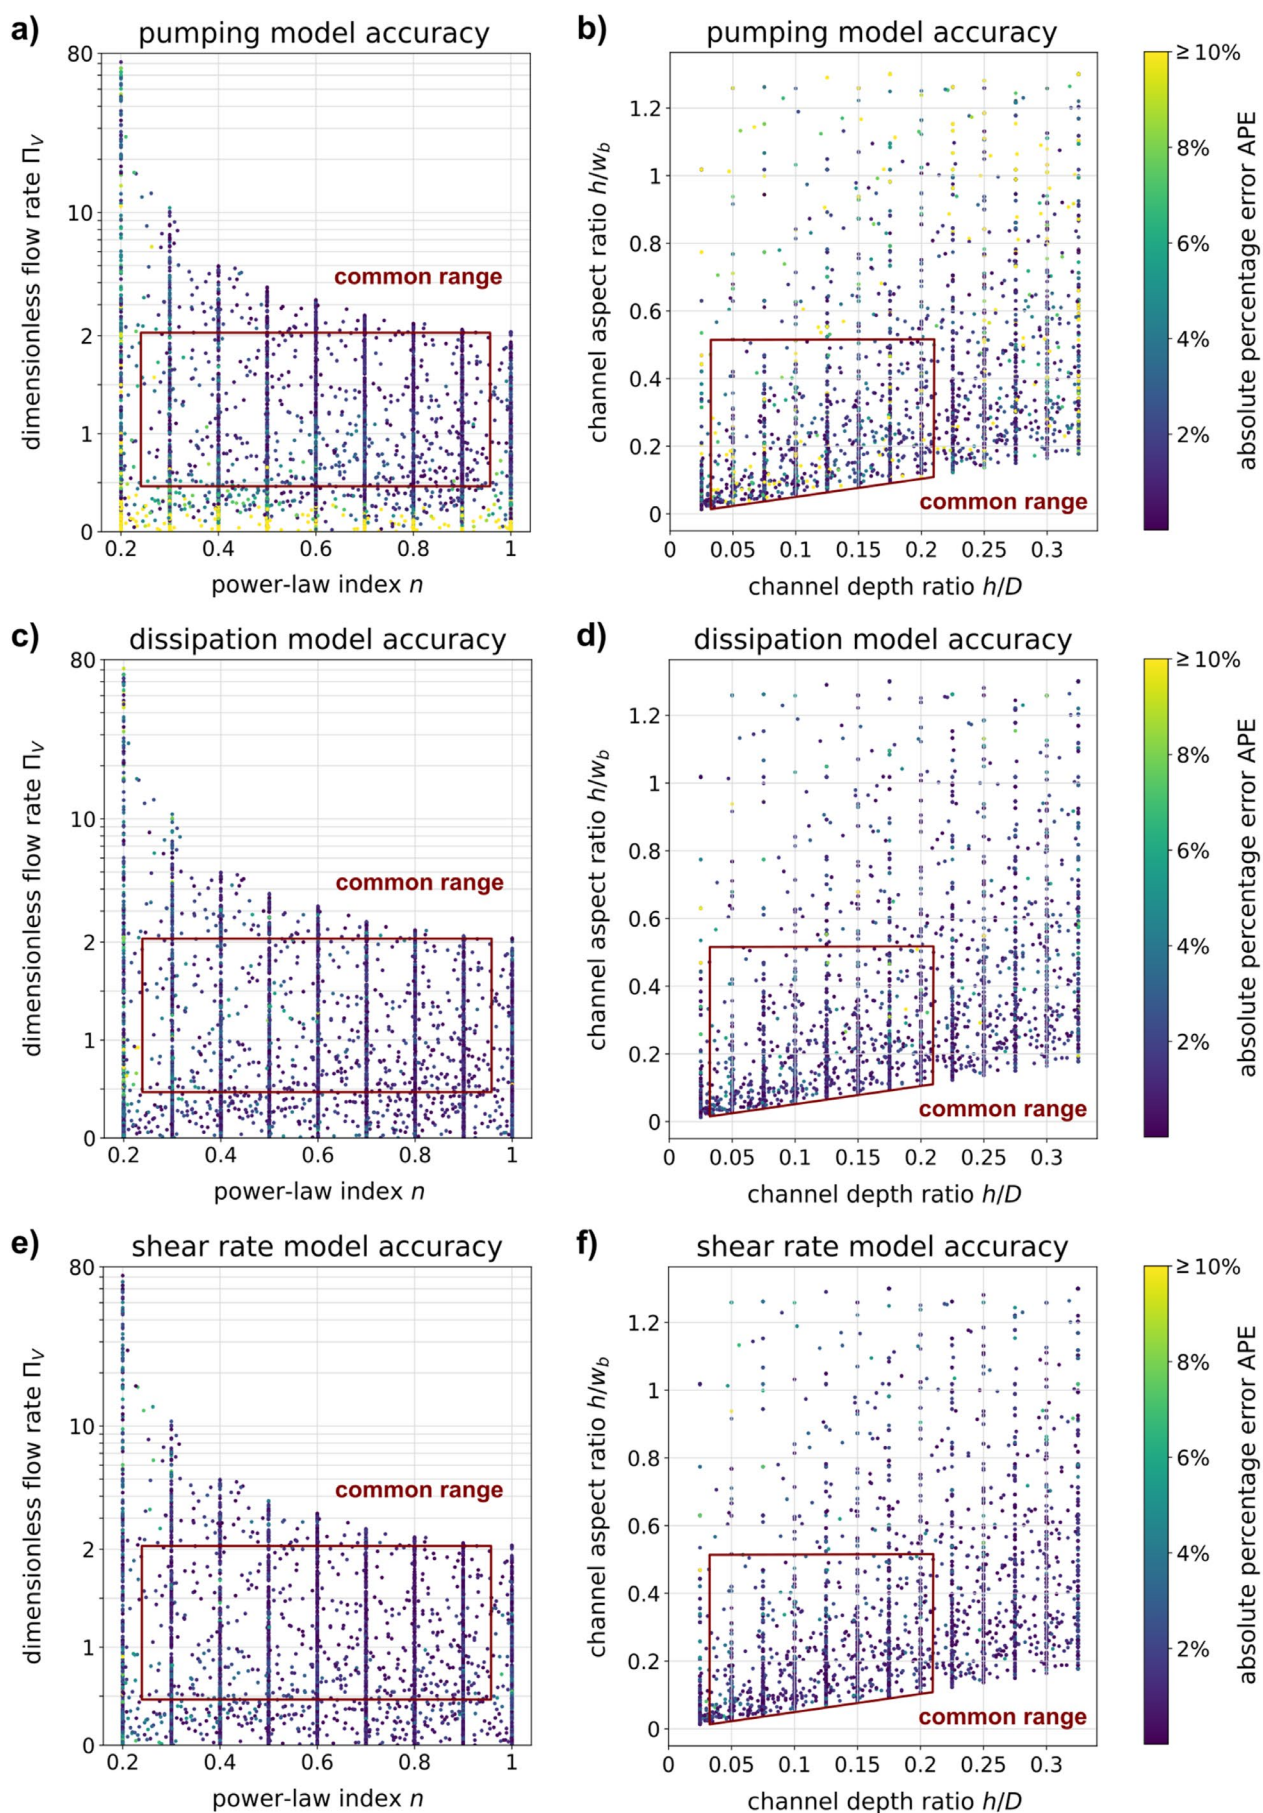 a)
pumping model accuracy
80
10
2
1
0
dimensionless flow rate Π_V
common range
0.2
0.4
0.6
0.8
1
power-law index n
b)
pumping model accuracy
1.2
1
0.8
0.6
0.4
0.2
0
channel aspect ratio h/w_b
common range
0
0.05
0.1
0.15
0.2
0.25
0.3
channel depth ratio h/D
≥ 10%
8%
6%
4%
2%
absolute percentage error APE
c)
dissipation model accuracy
80
10
2
1
0
dimensionless flow rate Π_V
common range
0.2
0.4
0.6
0.8
1
power-law index n
d)
dissipation model accuracy
1.2
1
0.8
0.6
0.4
0.2
0
channel aspect ratio h/w_b
common range
0
0.05
0.1
0.15
0.2
0.25
0.3
channel depth ratio h/D
≥ 10%
8%
6%
4%
2%
absolute percentage error APE
e)
shear rate model accuracy
80
10
2
1
0
dimensionless flow rate Π_V
common range
0.2
0.4
0.6
0.8
1
power-law index n
f)
shear rate model accuracy
1.2
1
0.8
0.6
0.4
0.2
0
channel aspect ratio h/w_b
common range
0
0.05
0.1
0.15
0.2
0.25
0.3
channel depth ratio h/D
≥ 10%
8%
6%
4%
2%
absolute percentage error APE